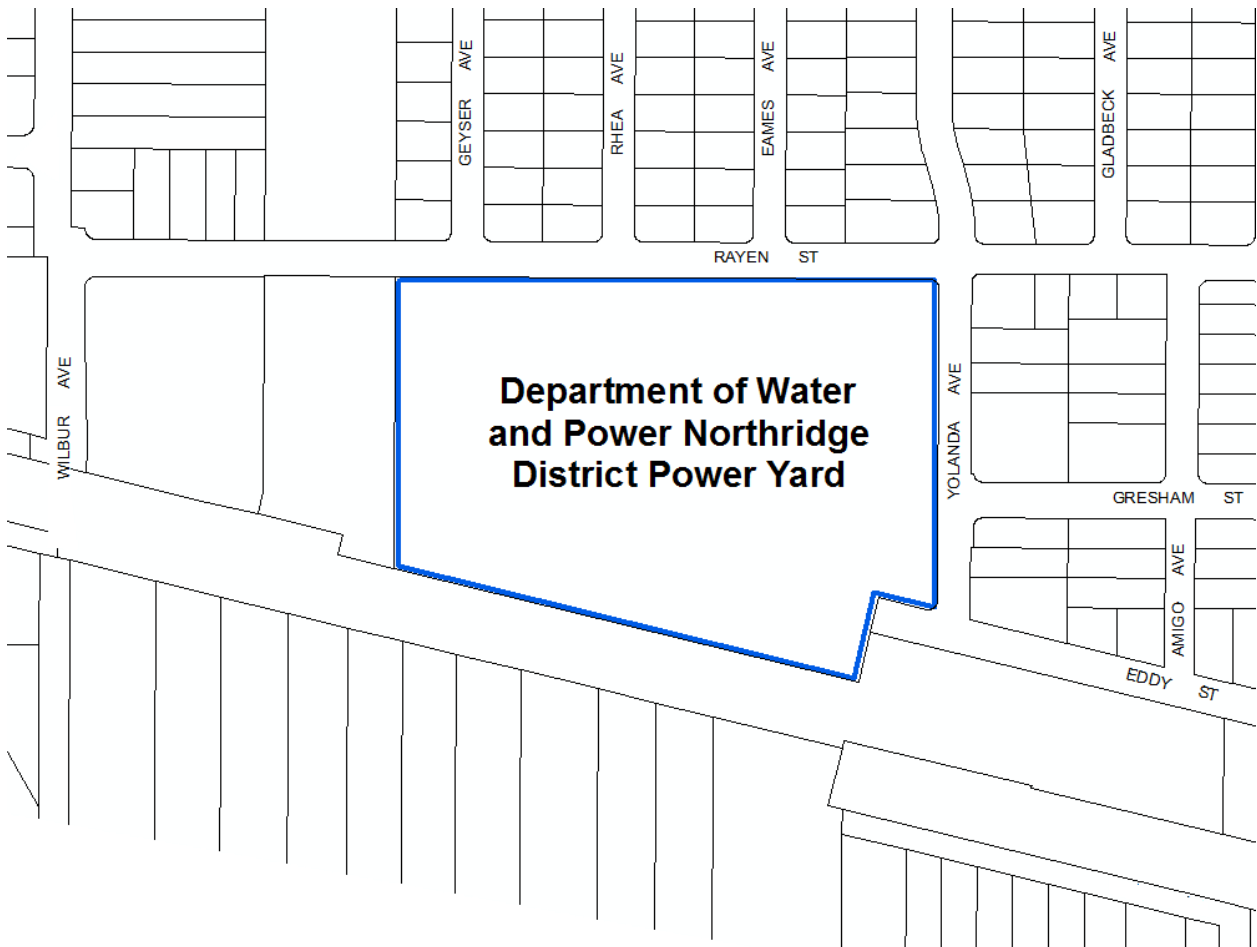 GEYSER AVE
RHEA AVE
EAMES AVE
GLADBECK AVE
RAYEN ST
WILBUR AVE
Department of Water
and Power Northridge
District Power Yard
YOLANDA AVE
GRESHAM ST
AMIGO AVE
EDDY ST